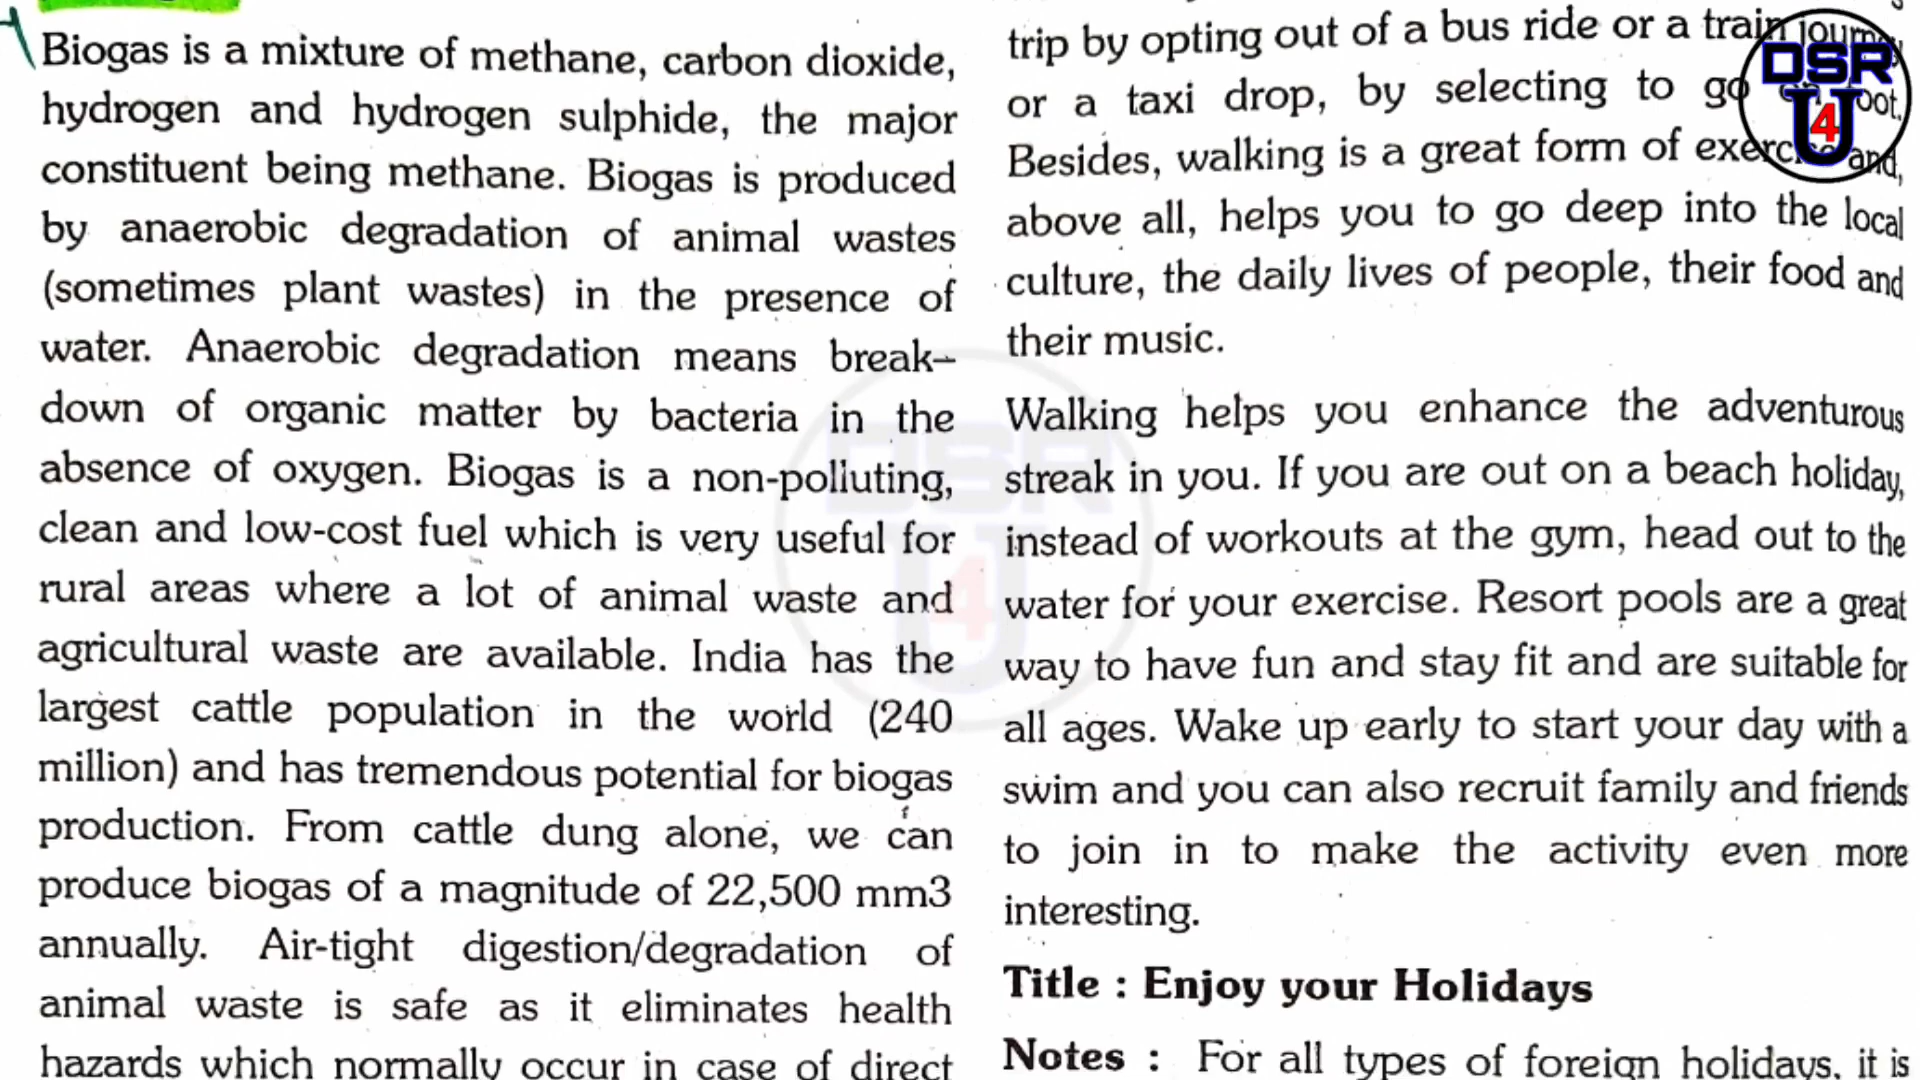 Biogas is a mixture of methane, carbon dioxide,
hydrogen and hydrogen sulphide, the major
constituent being methane. Biogas is produced
by anaerobic degradation of animal wastes
(sometimes plant wastes) in the presence of
water. Anaerobic degradation means break-
down of organic matter by bacteria in the
absence of oxygen. Biogas is a non-polluting,
clean and low-cost fuel which is very useful for
rural areas where a lot of animal waste and
agricultural waste are available. India has the
largest cattle population in the world (240
million) and has tremendous potential for biogas
production. From cattle dung alone, we can
produce biogas of a magnitude of 22,500 mm3
annually. Air-tight digestion/degradation of
animal waste is safe as it eliminates health
hazards which normally occur in case of direct
trip by opting out of a bus ride or a train
or a taxi drop, by selecting to go
Besides, walking is a great form of exercise and,
above all, helps you to go deep into the local
culture, the daily lives of people, their food and
their music.
Walking helps you enhance the adventurous
streak in you. If you are out on a beach holiday,
instead of workouts at the gym, head out to the
water for your exercise. Resort pools are a great
way to have fun and stay fit and are suitable for
all ages. Wake up early to start your day with a
swim and you can also recruit family and friends
to join in to make the activity even more
interesting.
Title : Enjoy your Holidays
Notes : For all types of foreign holidays, it is
DSR
U
4
DSR
U
4